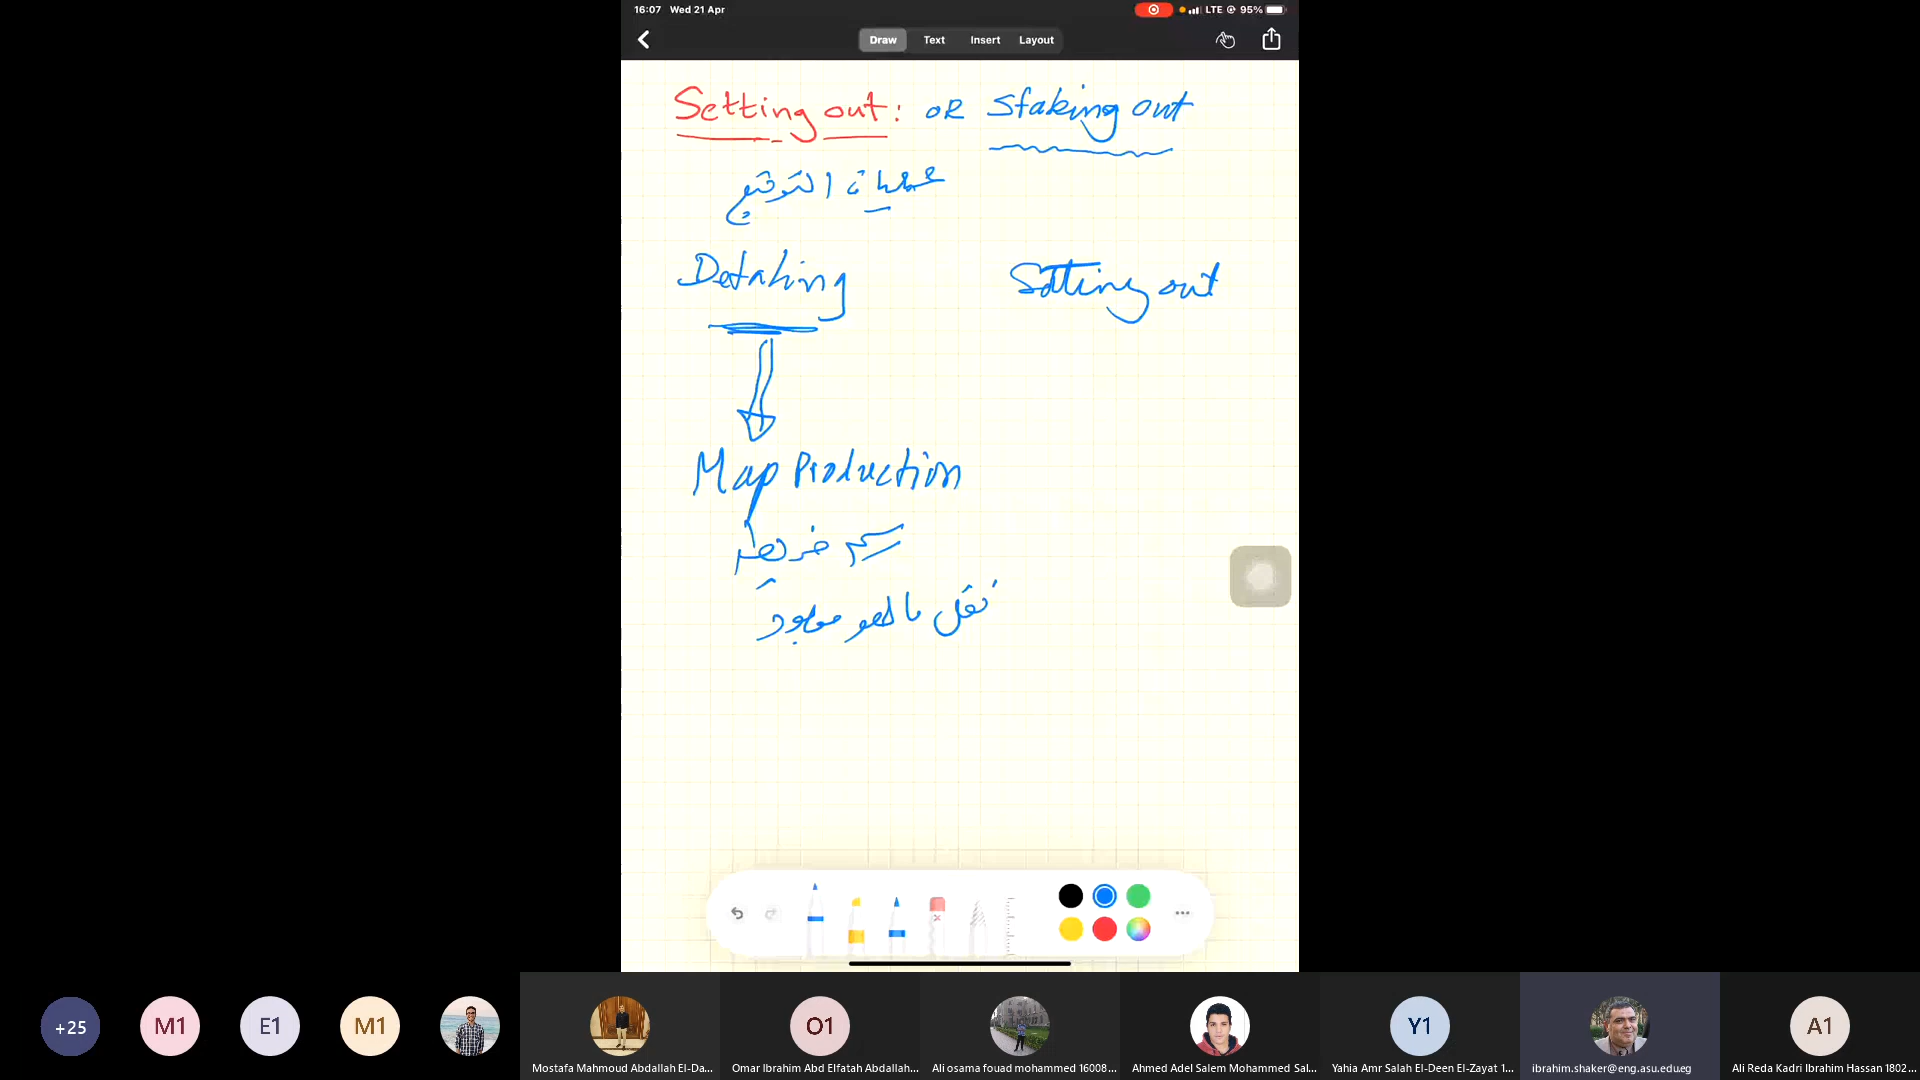 16:07 Wed 21 Apr LTE 95%
Draw Text Insert Layout
Setting out: OR Staking out
عملية التوقيع
Detailing Setting out
Map Production
رسم خريطة
نقل ما هو موجود
+25 M1 E1 M1 O1 Y1 A1
Mostafa Mahmoud Abdallah El-Da... Omar Ibrahim Abd Elfatah Abdallah... Ali osama fouad mohammed 16008... Ahmed Adel Salem Mohammed Sal... Yahia Amr Salah El-Deen El-Zayat 1... ibrahim.shaker@eng.asu.edu.eg Ali Reda Kadri Ibrahim Hassan 1802...